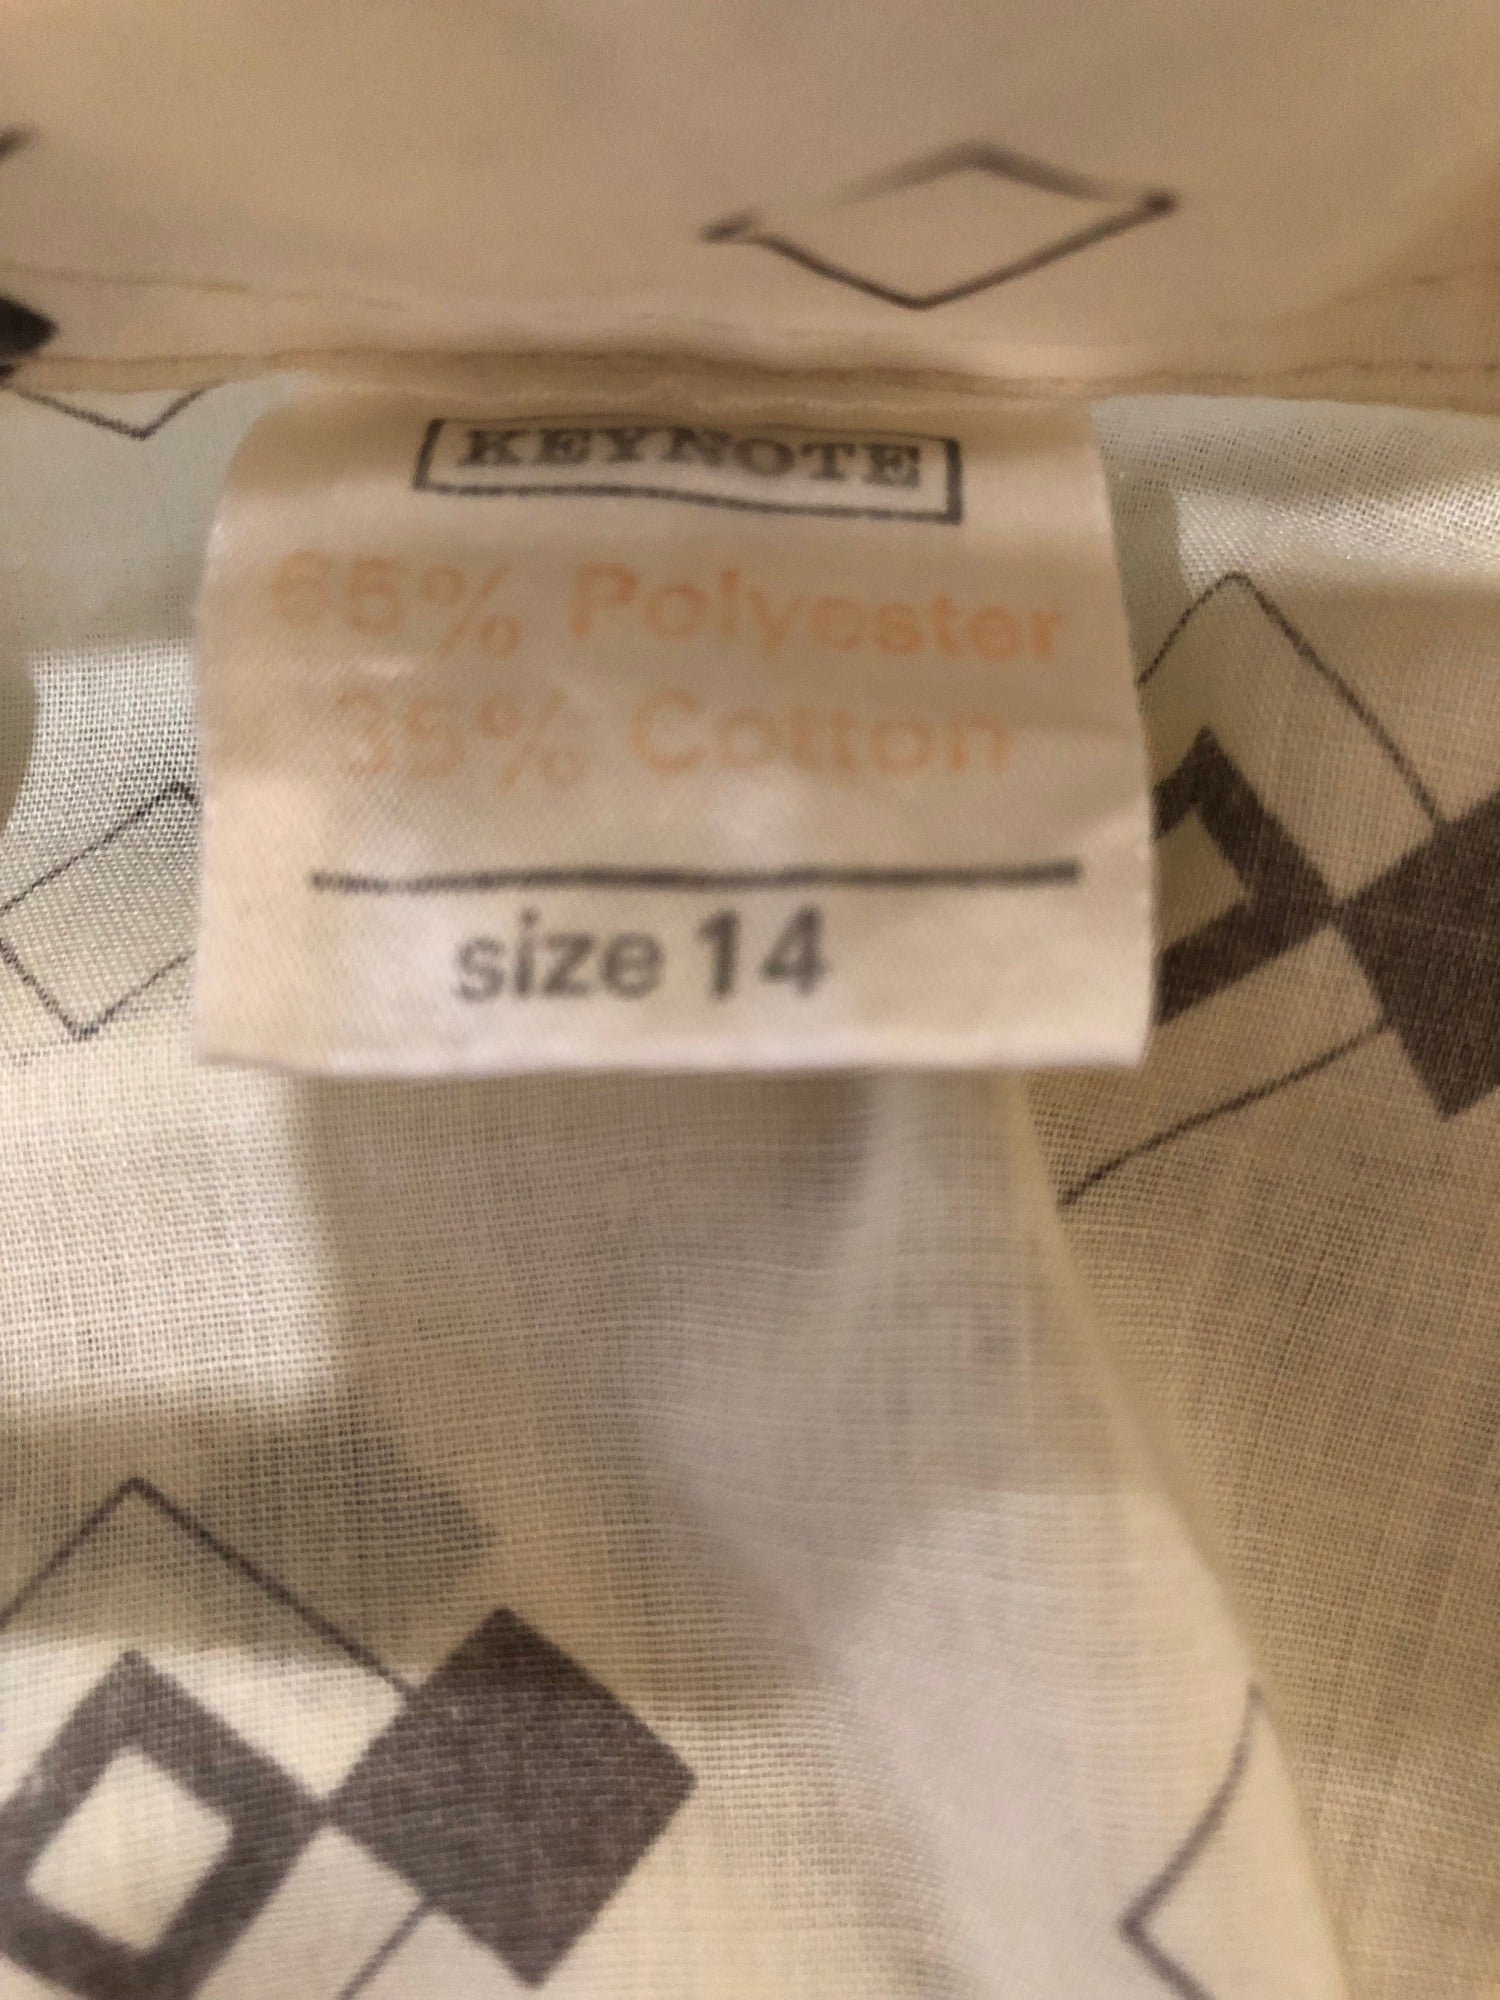 KEYNOTE
65% Polyester
35% Cotton
size 14